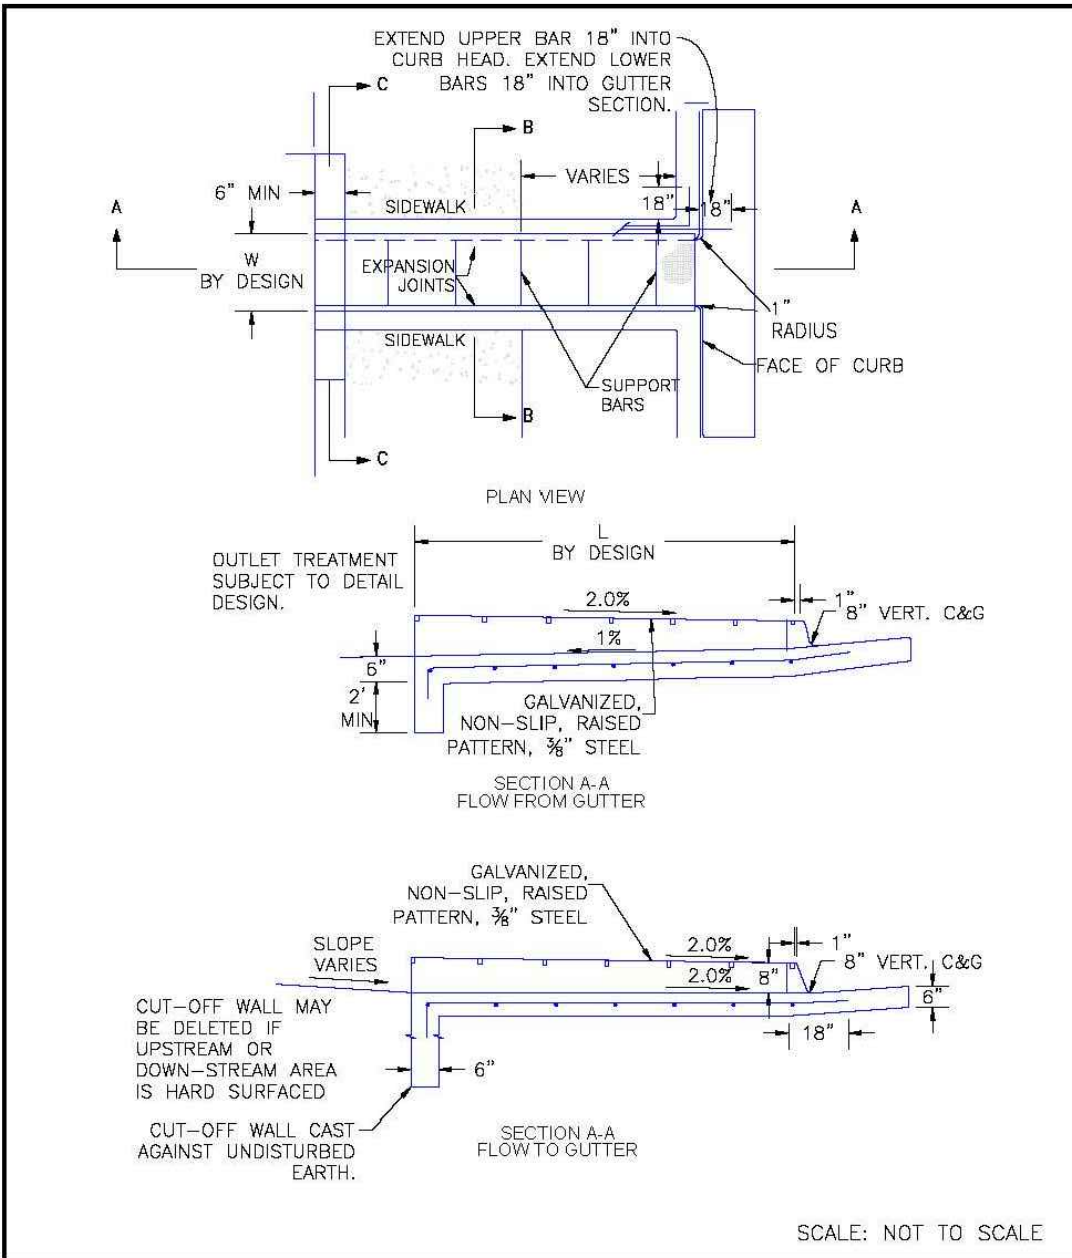 EXTEND UPPER BAR 18" INTO
CURB HEAD. EXTEND LOWER
BARS 18" INTO GUTTER
SECTION.
C
B
VARIES
6" MIN
SIDEWALK
18"
18"
A
A
W
BY DESIGN
EXPANSION
JOINTS
1"
RADIUS
SIDEWALK
FACE OF CURB
SUPPORT
BARS
B
C
PLAN VIEW
L
BY DESIGN
OUTLET TREATMENT
SUBJECT TO DETAIL
DESIGN.
2.0%
1"
8" VERT. C&G
1%
6"
2'
MIN
GALVANIZED,
NON-SLIP, RAISED
PATTERN, ⅜" STEEL
SECTION A-A
FLOW FROM GUTTER
GALVANIZED,
NON-SLIP, RAISED
PATTERN, ⅜" STEEL
SLOPE
VARIES
2.0%
1"
8" VERT. C&G
2.0%
8"
6"
18"
CUT-OFF WALL MAY
BE DELETED IF
UPSTREAM OR
DOWN-STREAM AREA
IS HARD SURFACED
6"
CUT-OFF WALL CAST
AGAINST UNDISTURBED
EARTH.
SECTION A-A
FLOW TO GUTTER
SCALE: NOT TO SCALE